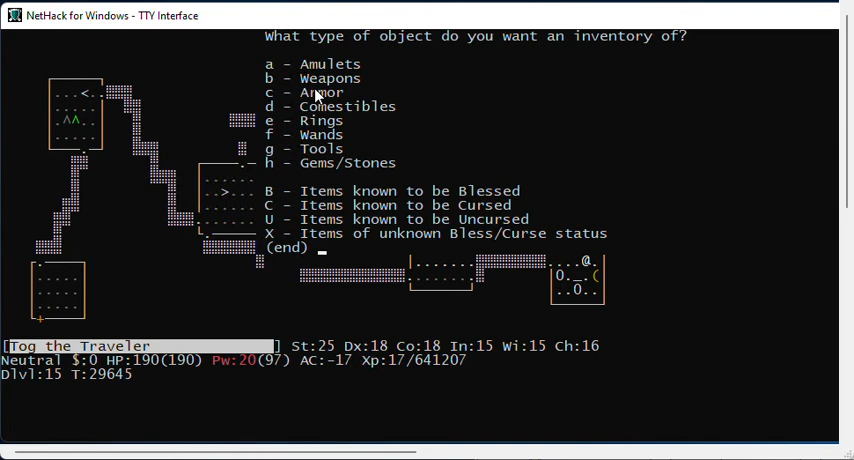 NetHack for Windows - TTY Interface
What type of object do you want an inventory of?
a - Amulets
b - Weapons
c - Armor
d - Comestibles
e - Rings
f - Wands
g - Tools
h - Gems/Stones
B - Items known to be Blessed
C - Items known to be Cursed
U - Items known to be Uncursed
X - Items of unknown Bless/Curse status
(end)
[Tog the Traveler ] St:25 Dx:18 Co:18 In:15 Wi:15 Ch:16
Neutral $:0 HP:190(190) Pw:20(97) AC:-17 Xp:17/641207
Dlvl:15 T:29645